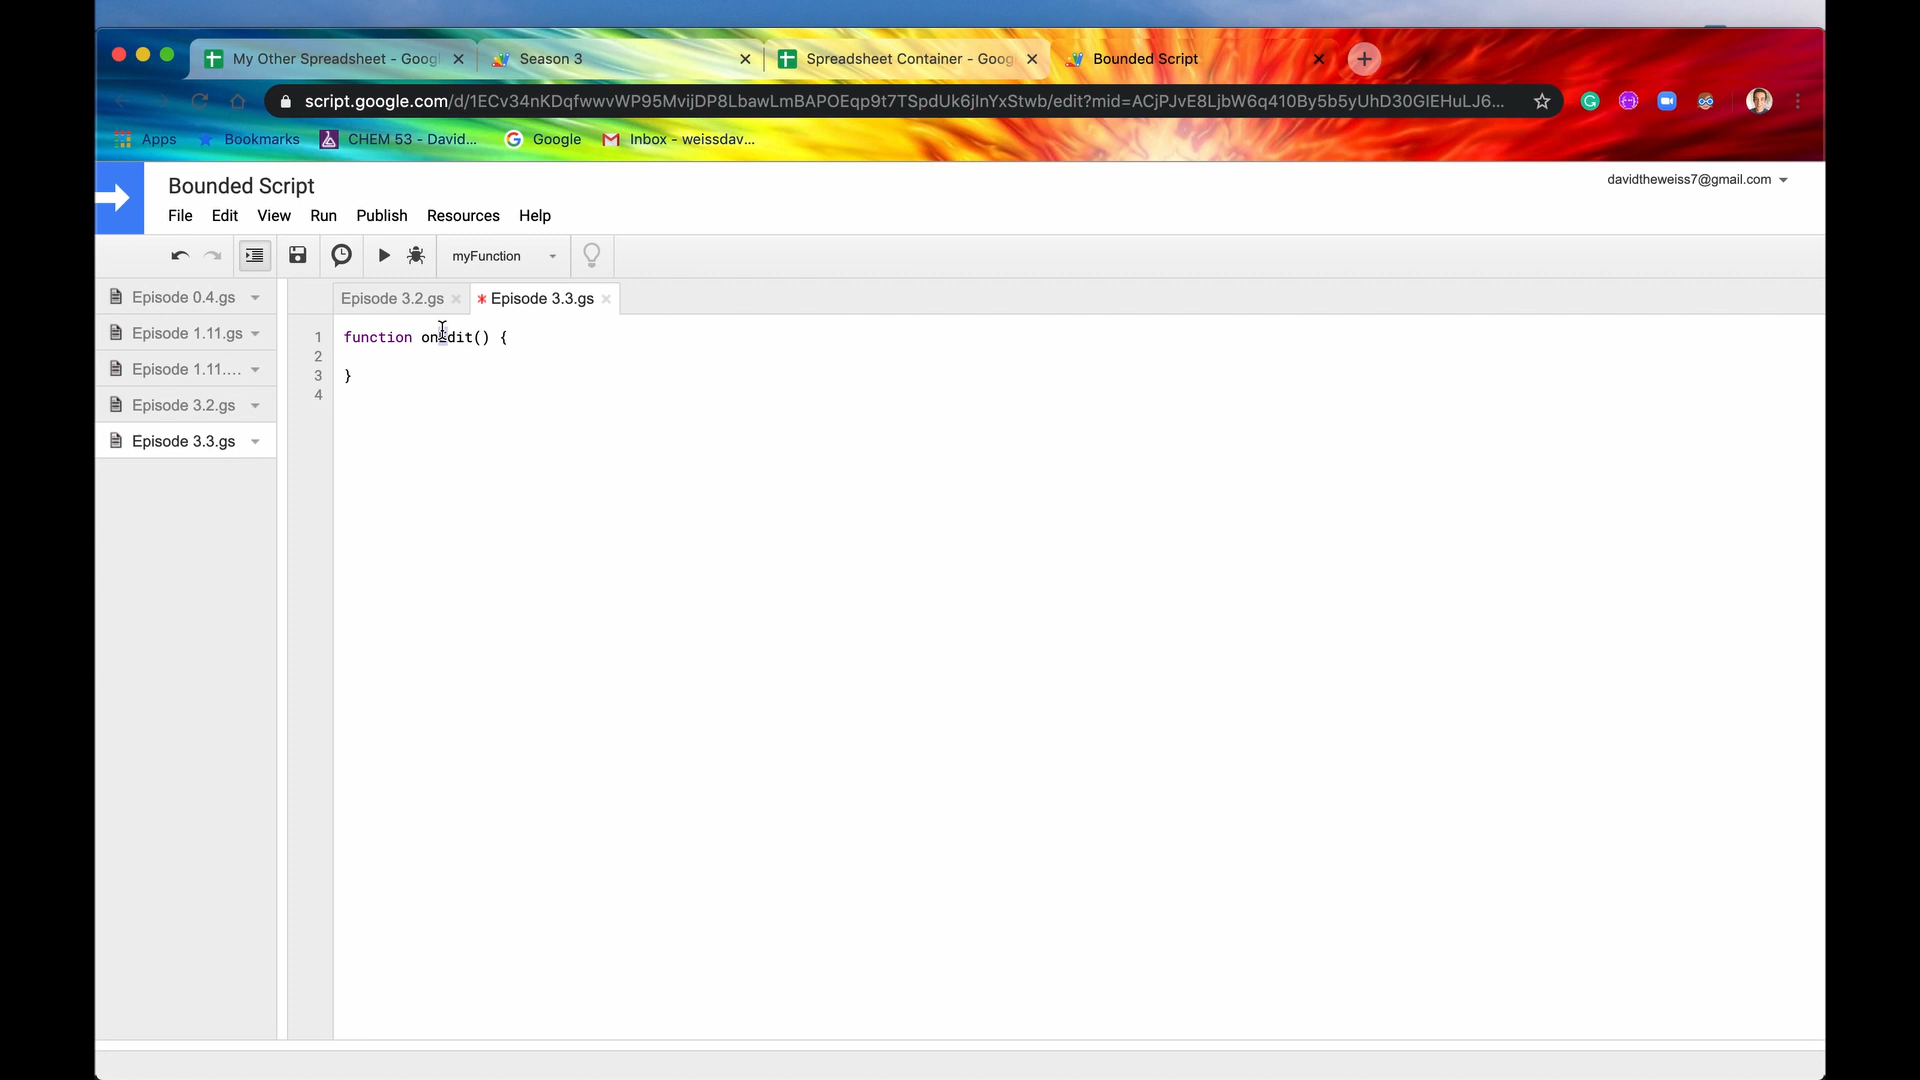 My Other Spreadsheet - Googl
Season 3
Spreadsheet Container - Goog
Bounded Script
script.google.com/d/1ECv34nKDqfwwvWP95MvijDP8LbawLmBAPOEqp9t7TSpdUk6jInYxStwb/edit?mid=ACjPJvE8LjbW6q410By5b5yUhD30GIEHuLJ6...
Apps
Bookmarks
CHEM 53 - David...
Google
Inbox - weissdav...
Bounded Script
davidtheweiss7@gmail.com
File Edit View Run Publish Resources Help
myFunction
Episode 0.4.gs
Episode 1.11.gs
Episode 1.11....
Episode 3.2.gs
Episode 3.3.gs
Episode 3.2.gs
* Episode 3.3.gs
1 function onEdit() {
2
3 }
4